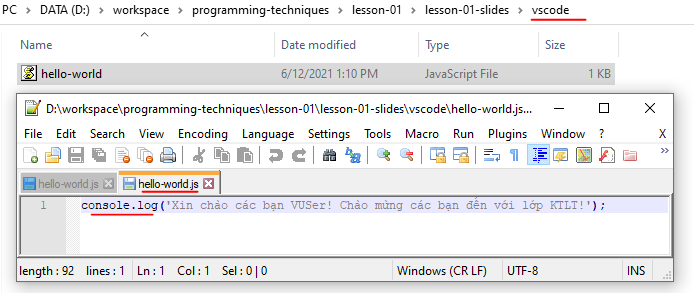 PC > DATA (D:) > workspace > programming-techniques > lesson-01 > lesson-01-slides > vscode
Name Date modified Type Size
hello-world 6/12/2021 1:10 PM JavaScript File 1 KB
D:\workspace\programming-techniques\lesson-01\lesson-01-slides\vscode\hello-world.js...
File Edit Search View Encoding Language Settings Tools Macro Run Plugins Window ? X
hello-world.js hello-world.js
1 console.log('Xin chào các bạn VUSer! Chào mừng các bạn đến với lớp KTLT!');
length : 92 lines : 1 Ln : 1 Col : 1 Sel : 0 | 0 Windows (CR LF) UTF-8 INS